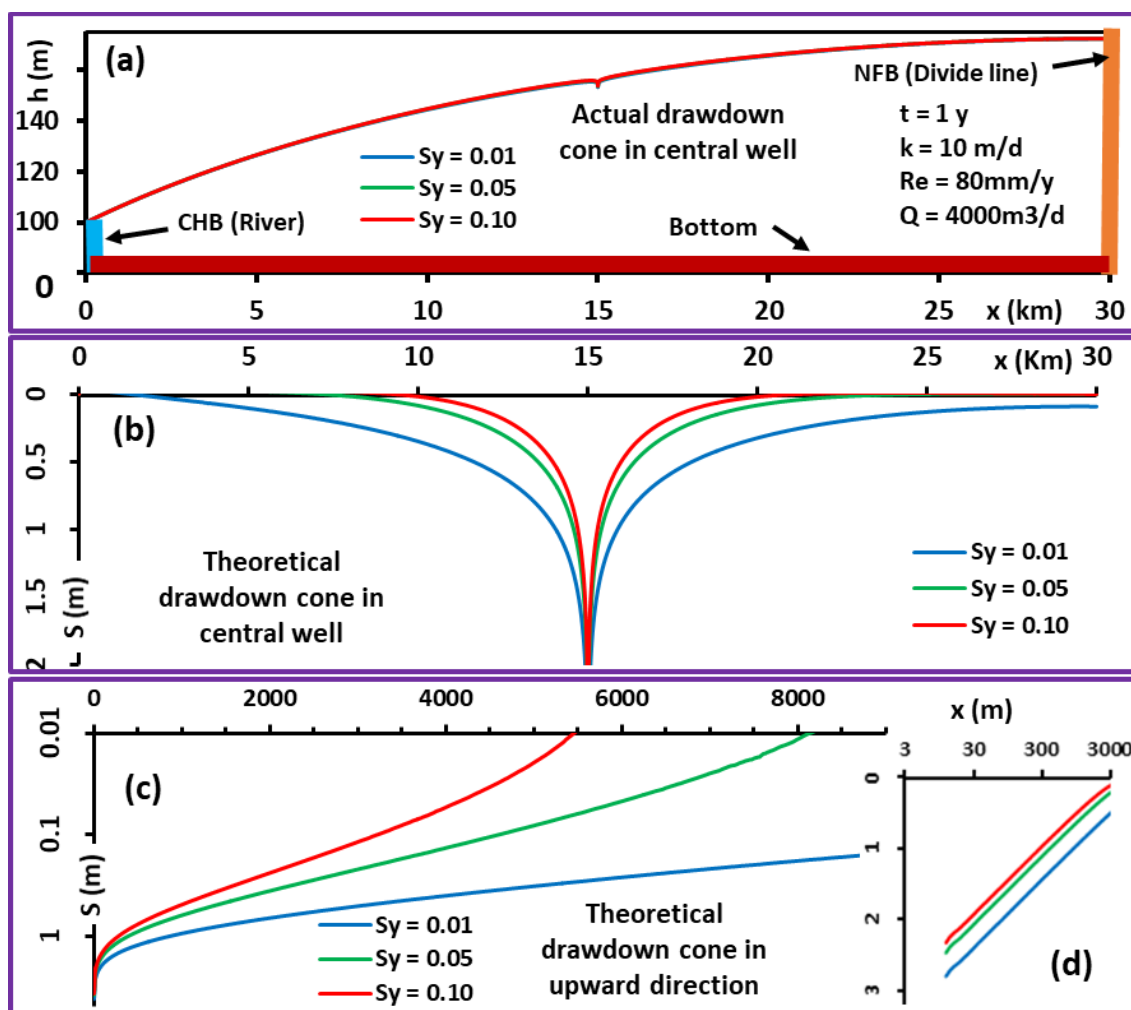 (a)
h (m)
140
120
100
0
NFB (Divide line)
t = 1 y
k = 10 m/d
Re = 80mm/y
Q = 4000m3/d
Actual drawdown
cone in central well
Sy = 0.01
Sy = 0.05
Sy = 0.10
CHB (River)
Bottom
0 5 10 15 20 25 x (km) 30
0 5 10 15 20 x (Km) 30
(b)
0
0.5
1
1.5
2
S (m)
Theoretical
drawdown cone in
central well
Sy = 0.01
Sy = 0.05
Sy = 0.10
0 2000 4000 6000 8000 x (m)
(c)
0.01
0.1
1
S (m)
Sy = 0.01
Sy = 0.05
Sy = 0.10
Theoretical
drawdown cone in
upward direction
3 30 300 3000
0
1
2
3
(d)